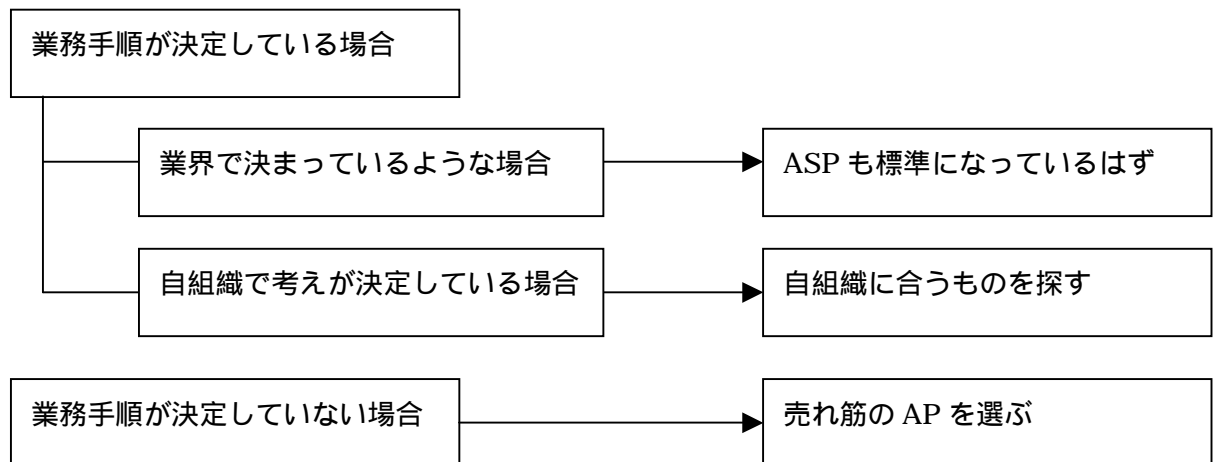 業務手順が決定している場合
業界で決まっているような場合
ASP も標準になっているはず
自組織で考えが決定している場合
自組織に合うものを探す
業務手順が決定していない場合
売れ筋の AP を選ぶ